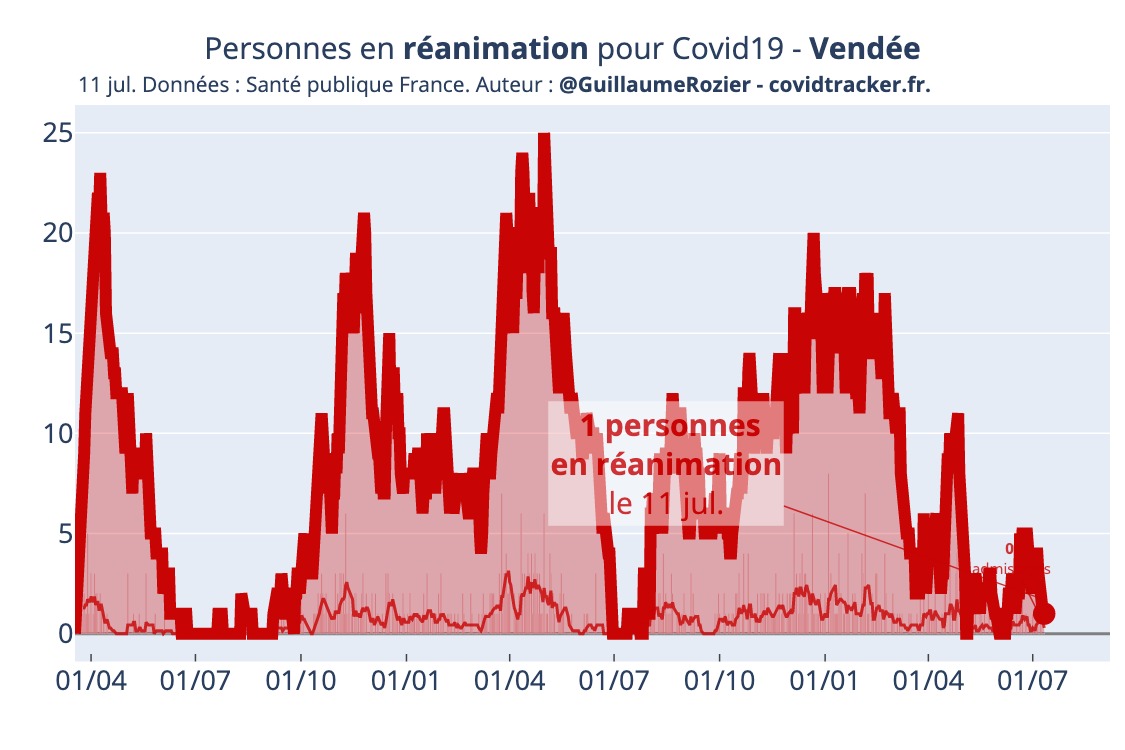 Personnes en réanimation pour Covid19 - Vendée
11 jul. Données : Santé publique France. Auteur : @GuillaumeRozier - covidtracker.fr.
25
20
15
10
5
0
1 personnes
en réanimation
le 11 jul.
0
01/04 01/07 01/10 01/01 01/04 01/07 01/10 01/01 01/04 01/07